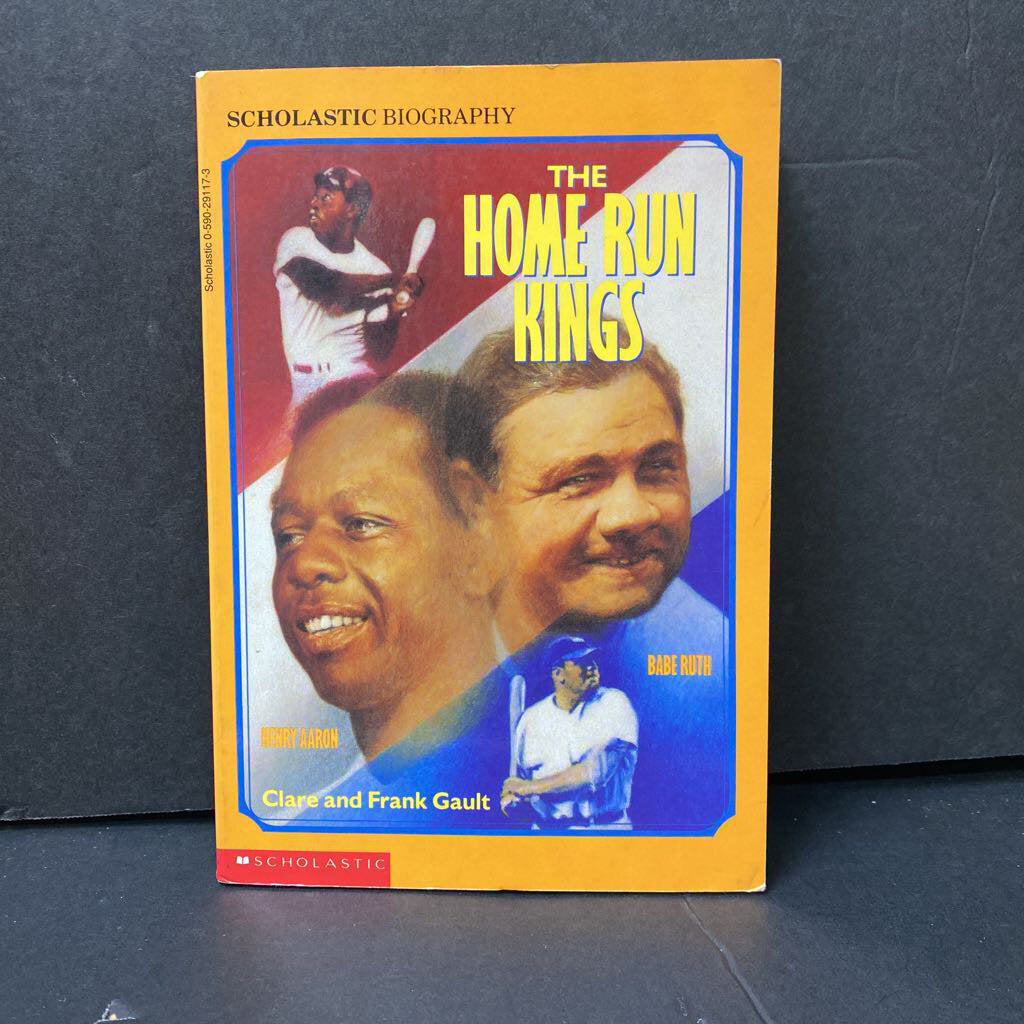 SCHOLASTIC BIOGRAPHY
Scholastic 0-590-29117-3
THE
HOME RUN
KINGS
BABE RUTH
HENRY AARON
Clare and Frank Gault
SCHOLASTIC